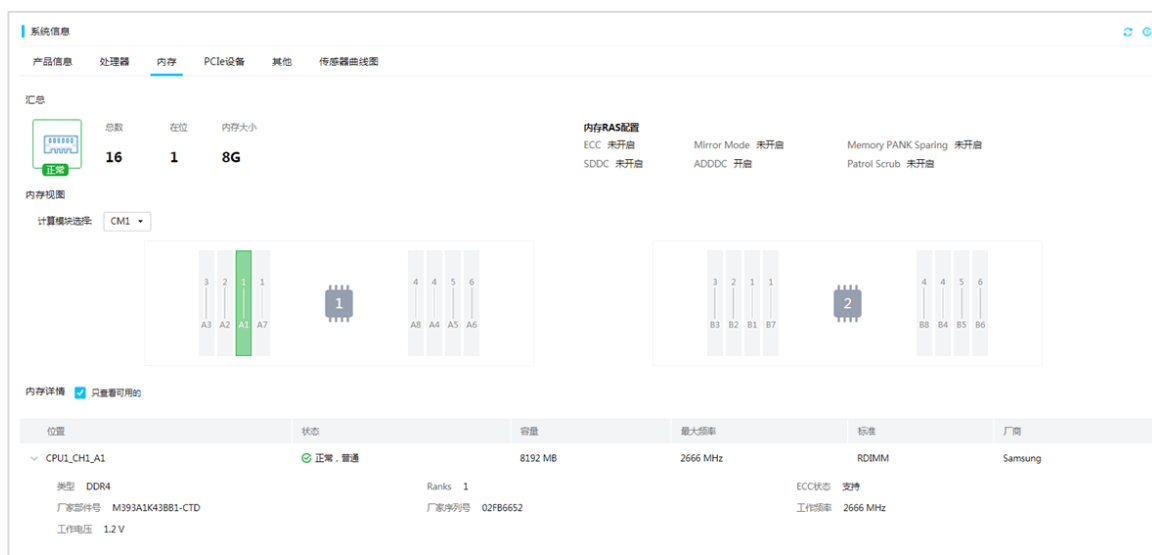 系统信息
产品信息 处理器 内存 PCIe设备 其他 传感器曲线图
汇总
总数 在位 内存大小 内存RAS配置
16 1 8G
正常
ECC 未开启 Mirror Mode 未开启 Memory PANK Sparing 未开启
SDDC 未开启 ADDDC 开启 Patrol Scrub 未开启
内存视图
计算模块选择: CM1
3 2 1 1 4 4 5 6 3 2 1 1 4 4 5 6
1 2
A3 A2 A1 A7 A8 A4 A5 A6 B3 B2 B1 B7 B8 B4 B5 B6
内存详情 只查看可用的
位置 状态 容量 最大频率 标准 厂商
CPU1_CH1_A1 正常 , 普通 8192 MB 2666 MHz RDIMM Samsung
类型 DDR4 Ranks 1 ECC状态 支持
厂家部件号 M393A1K43BB1-CTD 厂家序列号 02FB6652 工作频率 2666 MHz
工作电压 1.2 V